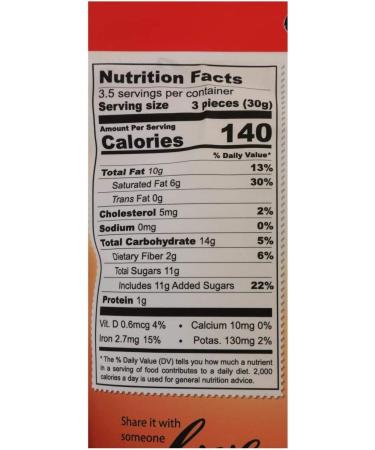 Nutrition Facts
3.5 servings per container
Serving size 3 pieces (30g)
Amount Per Serving
Calories 140
% Daily Value*
Total Fat 10g 13%
Saturated Fat 6g 30%
Trans Fat 0g
Cholesterol 5mg 2%
Sodium 0mg 0%
Total Carbohydrate 14g 5%
Dietary Fiber 2g 6%
Total Sugars 11g
Includes 11g Added Sugars 22%
Protein 1g
Vit. D 0.6mcg 4% • Calcium 10mg 0%
Iron 2.7mg 15% • Potas. 130mg 2%
* The % Daily Value (DV) tells you how much a nutrient
in a serving of food contributes to a daily diet. 2,000
calories a day is used for general nutrition advice.
Share it with
someone